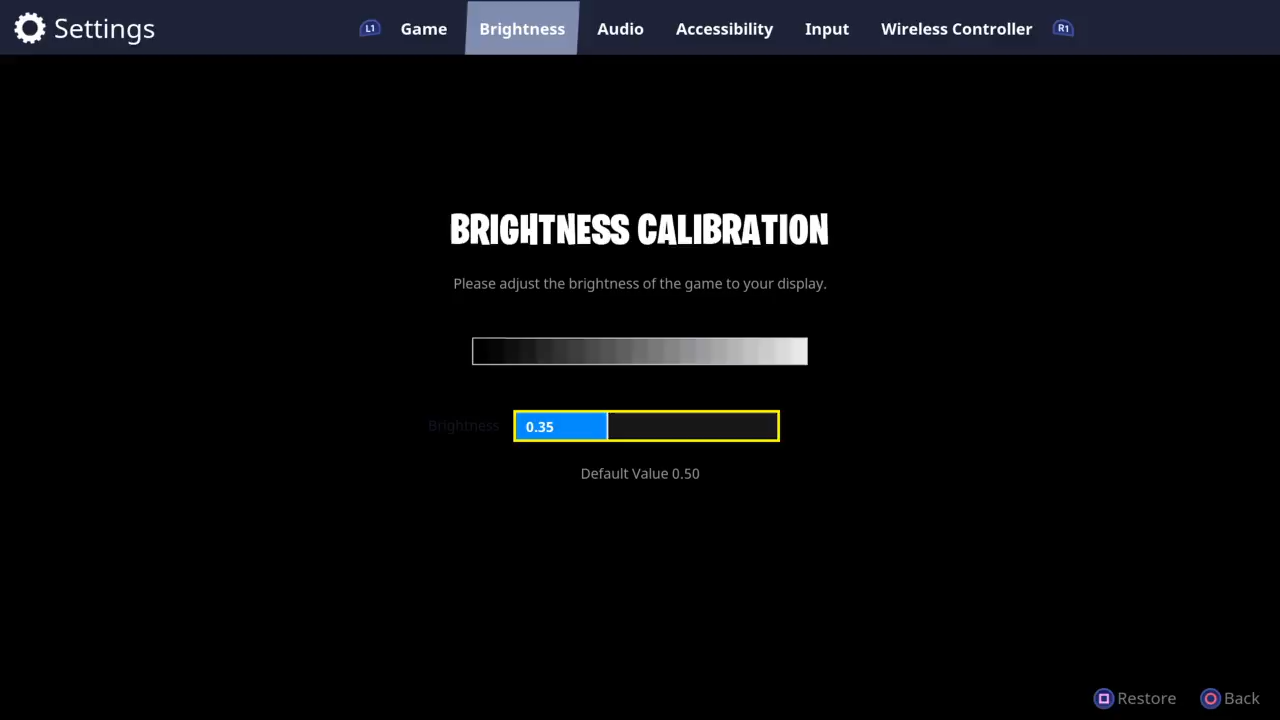 Settings
L1 Game Brightness Audio Accessibility Input Wireless Controller R1
BRIGHTNESS CALIBRATION
Please adjust the brightness of the game to your display.
Brightness 0.35
Default Value 0.50
Restore Back